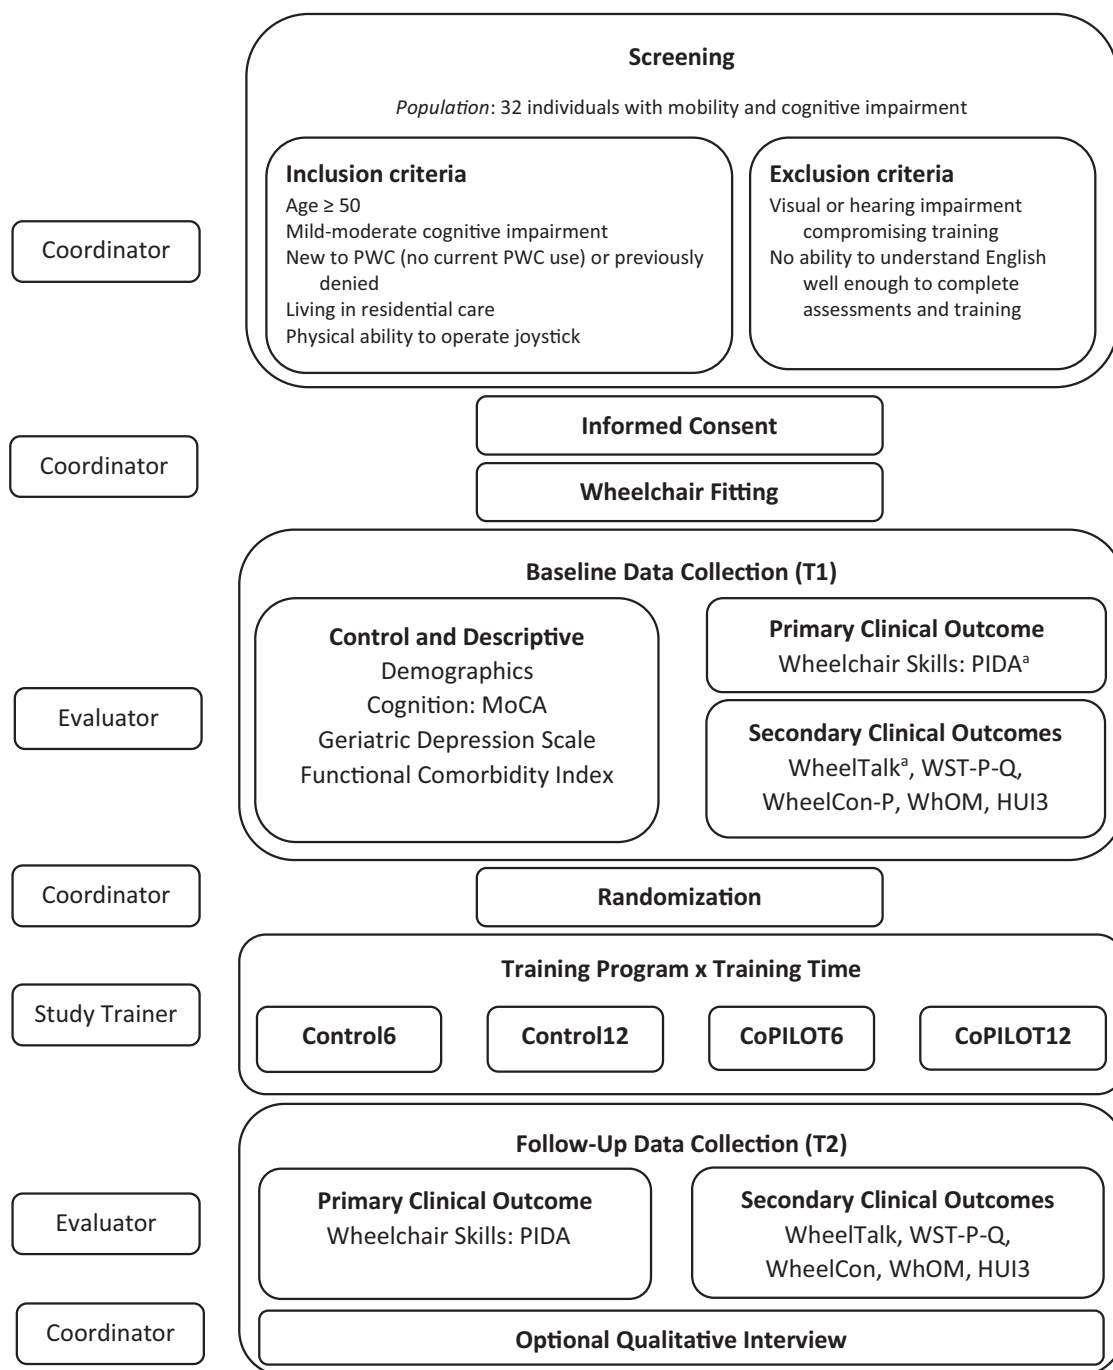 Screening
Population: 32 individuals with mobility and cognitive impairment
Coordinator
Inclusion criteria
Age ≥ 50
Mild-moderate cognitive impairment
New to PWC (no current PWC use) or previously
denied
Living in residential care
Physical ability to operate joystick
Exclusion criteria
Visual or hearing impairment
compromising training
No ability to understand English
well enough to complete
assessments and training
Coordinator
Informed Consent
Wheelchair Fitting
Baseline Data Collection (T1)
Evaluator
Control and Descriptive
Demographics
Cognition: MoCA
Geriatric Depression Scale
Functional Comorbidity Index
Primary Clinical Outcome
Wheelchair Skills: PIDAᵃ
Secondary Clinical Outcomes
WheelTalkᵃ, WST-P-Q,
WheelCon-P, WhOM, HUI3
Coordinator
Randomization
Training Program x Training Time
Study Trainer
Control6
Control12
CoPILOT6
CoPILOT12
Follow-Up Data Collection (T2)
Evaluator
Primary Clinical Outcome
Wheelchair Skills: PIDA
Secondary Clinical Outcomes
WheelTalk, WST-P-Q,
WheelCon, WhOM, HUI3
Coordinator
Optional Qualitative Interview